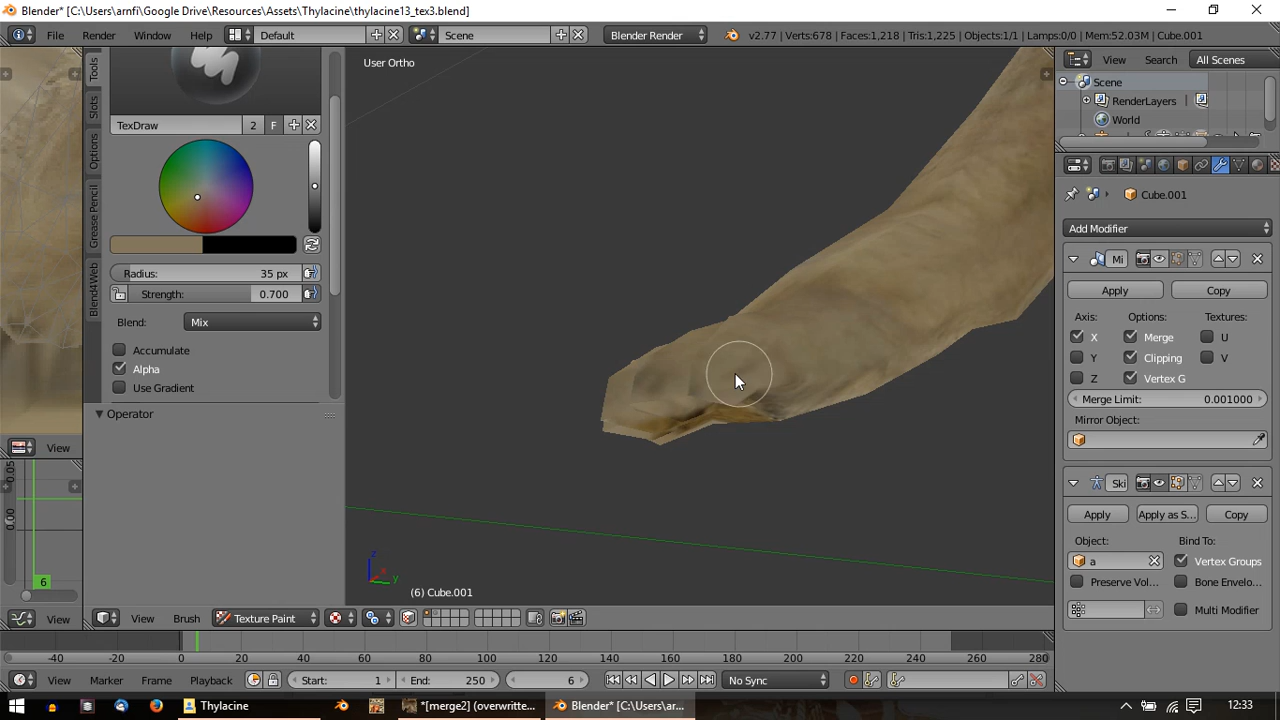 Blender* [C:\Users\arnfi\Google Drive\Resources\Assets\Thylacine\thylacine13_tex3.blend]
File Render Window Help Default Scene Blender Render v2.77 | Verts:678 | Faces:1,218 | Tris:1,225 | Objects:1/1 | Lamps:0/0 | Mem:52.03M | Cube.001
View Search All Scenes
Scene
RenderLayers
World
Tools
Slots
Options
Grease Pencil
Blend4Web
User Ortho
TexDraw 2 F
Radius: 35 px
Strength: 0.700
Blend: Mix
Accumulate
Alpha
Use Gradient
Operator
Cube.001
Add Modifier
Mi
Apply Copy
Axis: Options: Textures:
X Merge U
Y Clipping V
Z Vertex G
Merge Limit: 0.001000
Mirror Object:
Ski
Apply Apply as S... Copy
Object: Bind To:
a Vertex Groups
Preserve Vol... Bone Envelo...
Multi Modifier
View
0.05
0.00
6
View
z
x
y
(6) Cube.001
View Brush Texture Paint
-40 -20 0 20 40 60 80 100 120 140 160 180 200 220 240 260 280
View Marker Frame Playback Start: 1 End: 250 6 No Sync
Thylacine *[merge2] (overwritte... Blender* [C:\Users\ar... 12:33